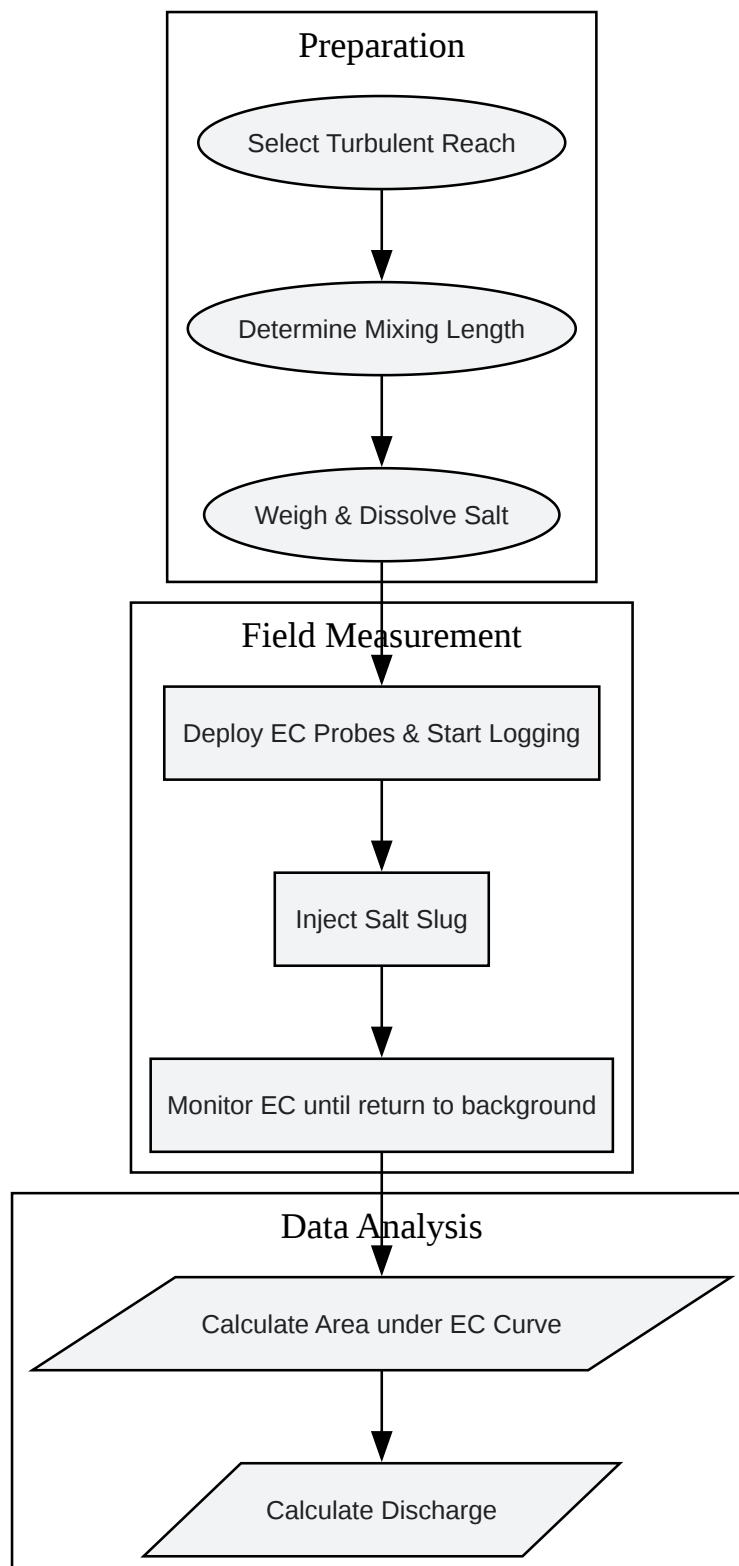 Preparation
Select Turbulent Reach
Determine Mixing Length
Weigh & Dissolve Salt
Field Measurement
Deploy EC Probes & Start Logging
Inject Salt Slug
Monitor EC until return to background
Data Analysis
Calculate Area under EC Curve
Calculate Discharge